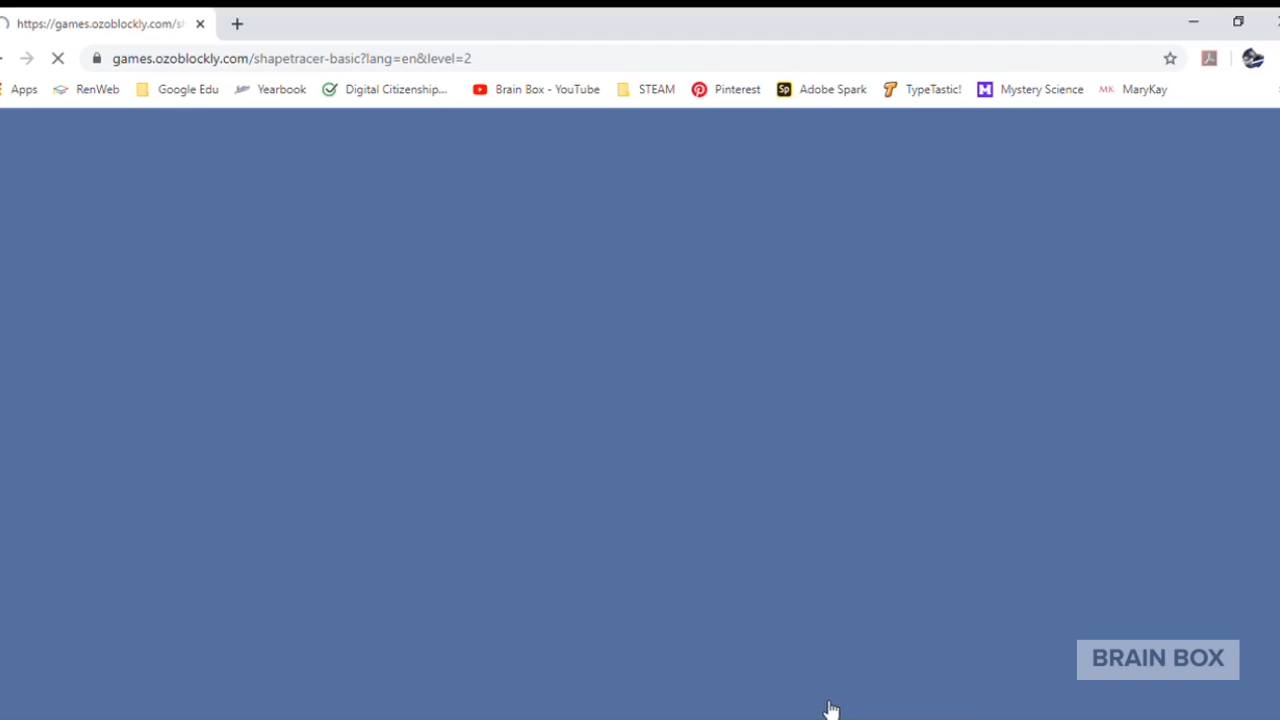 https://games.ozoblockly.com/s
games.ozoblockly.com/shapetracer-basic?lang=en&level=2
Apps RenWeb Google Edu Yearbook Digital Citizenship... Brain Box - YouTube STEAM Pinterest Sp Adobe Spark TypeTastic! Mystery Science MK MaryKay
BRAIN BOX